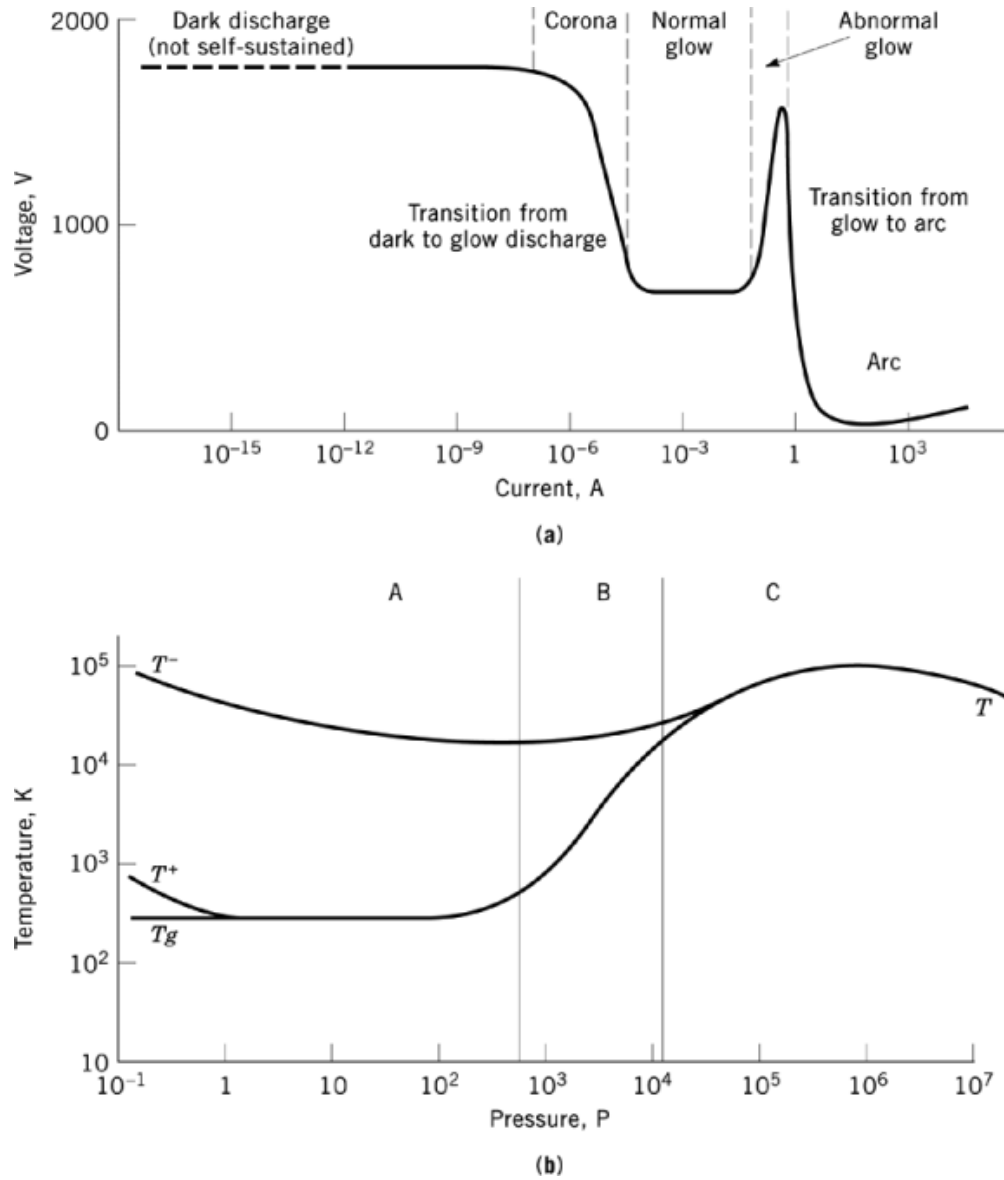 2000
Dark discharge
(not self-sustained)
Corona
Normal
glow
Abnormal
glow
Voltage, V
1000
Transition from
dark to glow discharge
Transition from
glow to arc
Arc
0
10⁻¹⁵ 10⁻¹² 10⁻⁹ 10⁻⁶ 10⁻³ 1 10³
Current, A
(a)
A B C
10⁵
T⁻
T
10⁴
Temperature, K
10³
T⁺
Tg
10²
10
10⁻¹ 1 10 10² 10³ 10⁴ 10⁵ 10⁶ 10⁷
Pressure, P
(b)